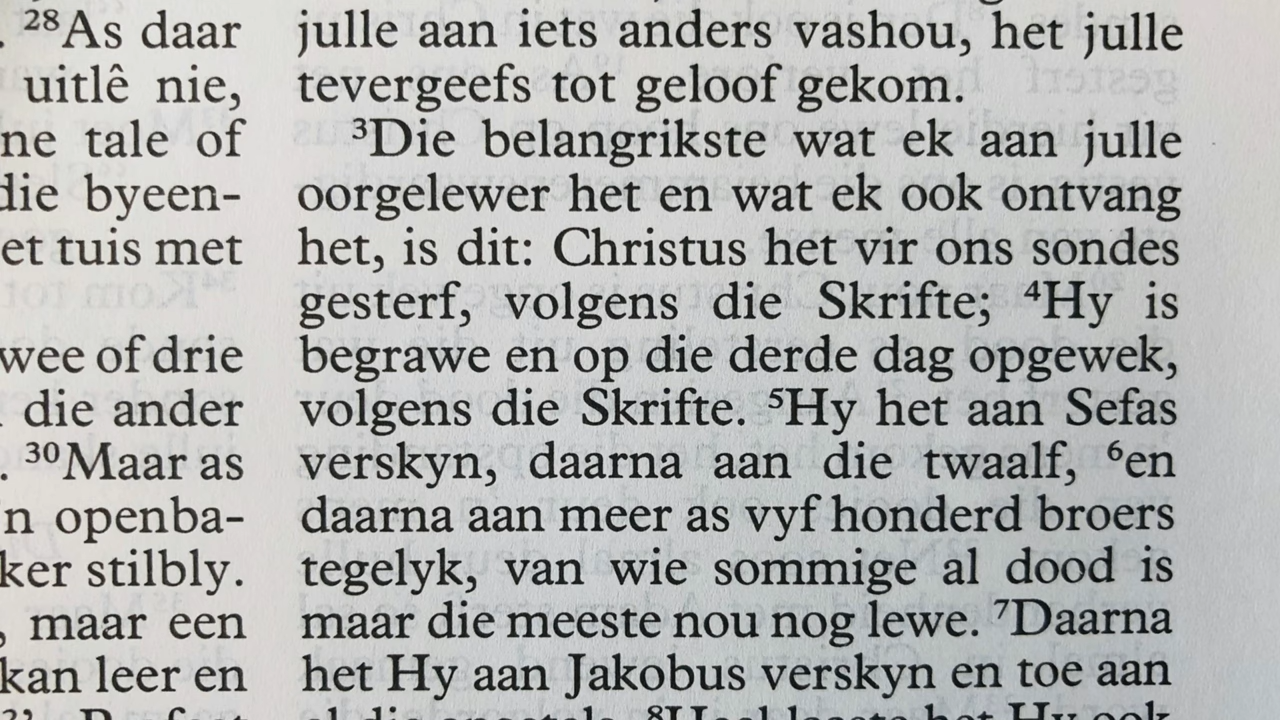 . ²⁸As daar
uitlê nie,
ne tale of
die byeen-
et tuis met
wee of drie
die ander
. ³⁰Maar as
'n openba-
ker stilbly.
, maar een
kan leer en
julle aan iets anders vashou, het julle
tevergeefs tot geloof gekom.
³Die belangrikste wat ek aan julle
oorgelewer het en wat ek ook ontvang
het, is dit: Christus het vir ons sondes
gesterf, volgens die Skrifte; ⁴Hy is
begrawe en op die derde dag opgewek,
volgens die Skrifte. ⁵Hy het aan Sefas
verskyn, daarna aan die twaalf, ⁶en
daarna aan meer as vyf honderd broers
tegelyk, van wie sommige al dood is
maar die meeste nou nog lewe. ⁷Daarna
het Hy aan Jakobus verskyn en toe aan